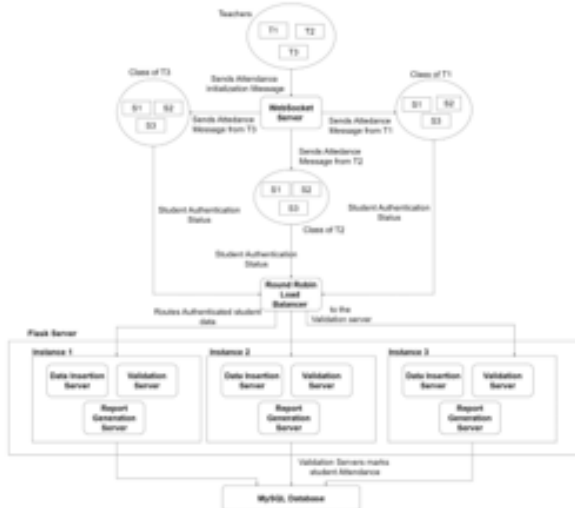 Teachers
T1
T2
T3
Sends Attendance
Initialization Message
Class of T3
S1
S2
S3
WebSocket
Server
Class of T1
S1
S2
S3
Sends Attedance
Message from T3
Sends Attedance
Message from T1
Sends Attedance
Message from T2
S1
S2
S3
Class of T2
Student Authentication
Status
Student Authentication
Status
Student Authentication
Status
Round Robin
Load
Balancer
Routes Authenticated student
data
to the
Validation server
Flask Server
Instance 1
Data Insertion
Server
Validation
Server
Report
Generation
Server
Instance 2
Data Insertion
Server
Validation
Server
Report
Generation
Server
Instance 3
Data Insertion
Server
Validation
Server
Report
Generation
Server
Validation Servers marks
student Attendance
MySQL Database